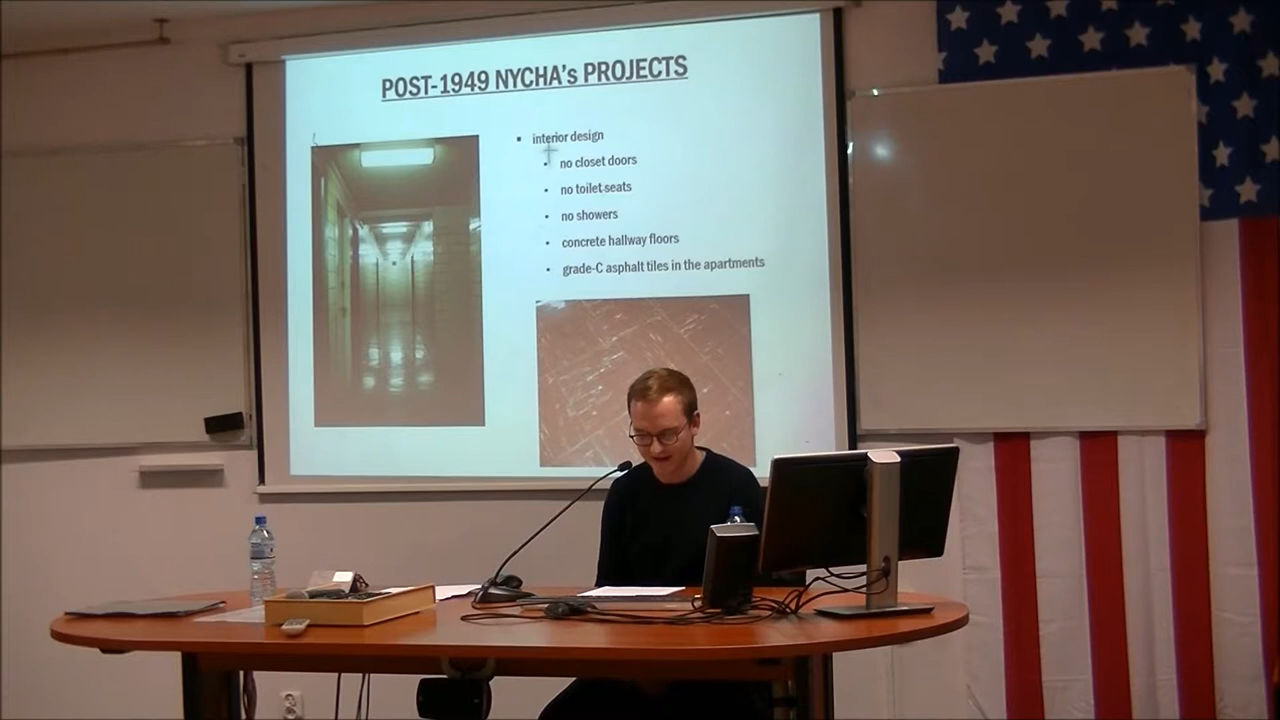 POST-1949 NYCHA's PROJECTS
interior design
no closet doors
no toilet seats
no showers
concrete hallway floors
grade-C asphalt tiles in the apartments